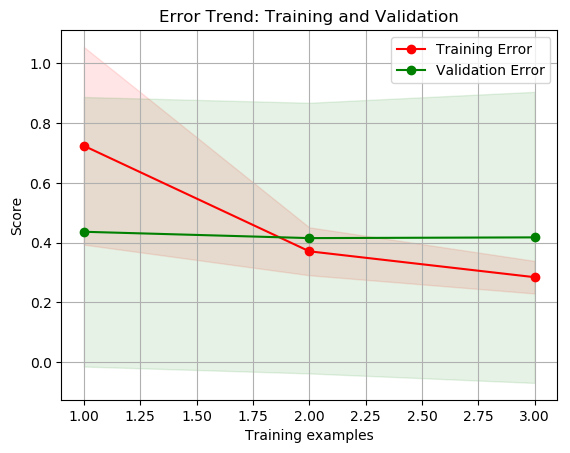 Error Trend: Training and Validation
Training Error
Validation Error
Score
1.0
0.8
0.6
0.4
0.2
0.0
1.00 1.25 1.50 1.75 2.00 2.25 2.50 2.75 3.00
Training examples